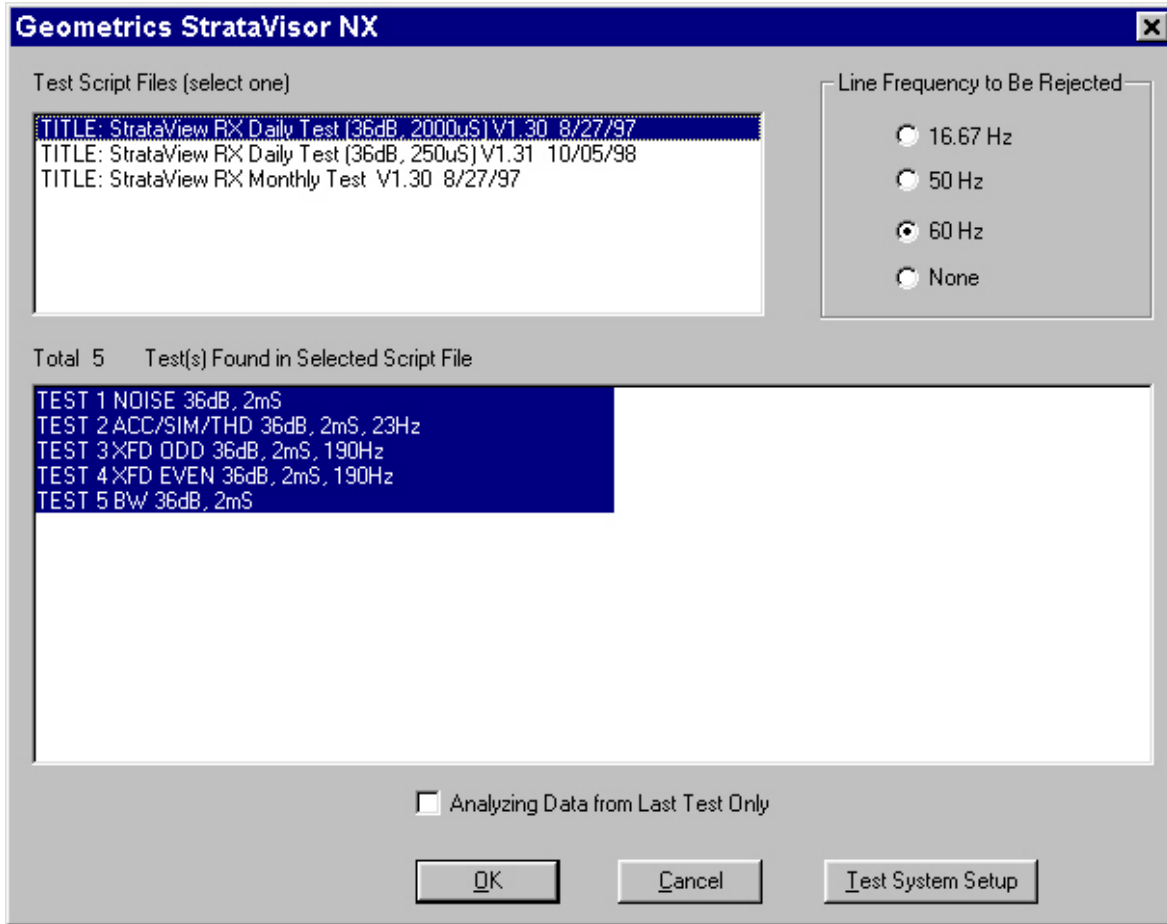 Geometrics StrataVisor NX
Test Script Files (select one)
TITLE: StrataView RX Daily Test (36dB, 2000uS) V1.30 8/27/97
TITLE: StrataView RX Daily Test (36dB, 250uS) V1.31 10/05/98
TITLE: StrataView RX Monthly Test V1.30 8/27/97
Line Frequency to Be Rejected
16.67 Hz
50 Hz
60 Hz
None
Total 5 Test(s) Found in Selected Script File
TEST 1 NOISE 36dB, 2mS
TEST 2 ACC/SIM/THD 36dB, 2mS, 23Hz
TEST 3 XFD ODD 36dB, 2mS, 190Hz
TEST 4 XFD EVEN 36dB, 2mS, 190Hz
TEST 5 BW 36dB, 2mS
Analyzing Data from Last Test Only
OK
Cancel
Test System Setup